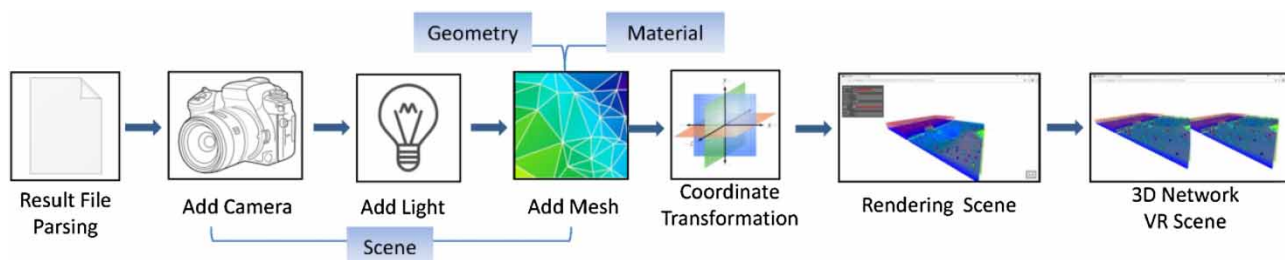 Geometry
Material
Result File
Parsing
Add Camera
Add Light
Add Mesh
Coordinate
Transformation
Rendering Scene
3D Network
VR Scene
Scene